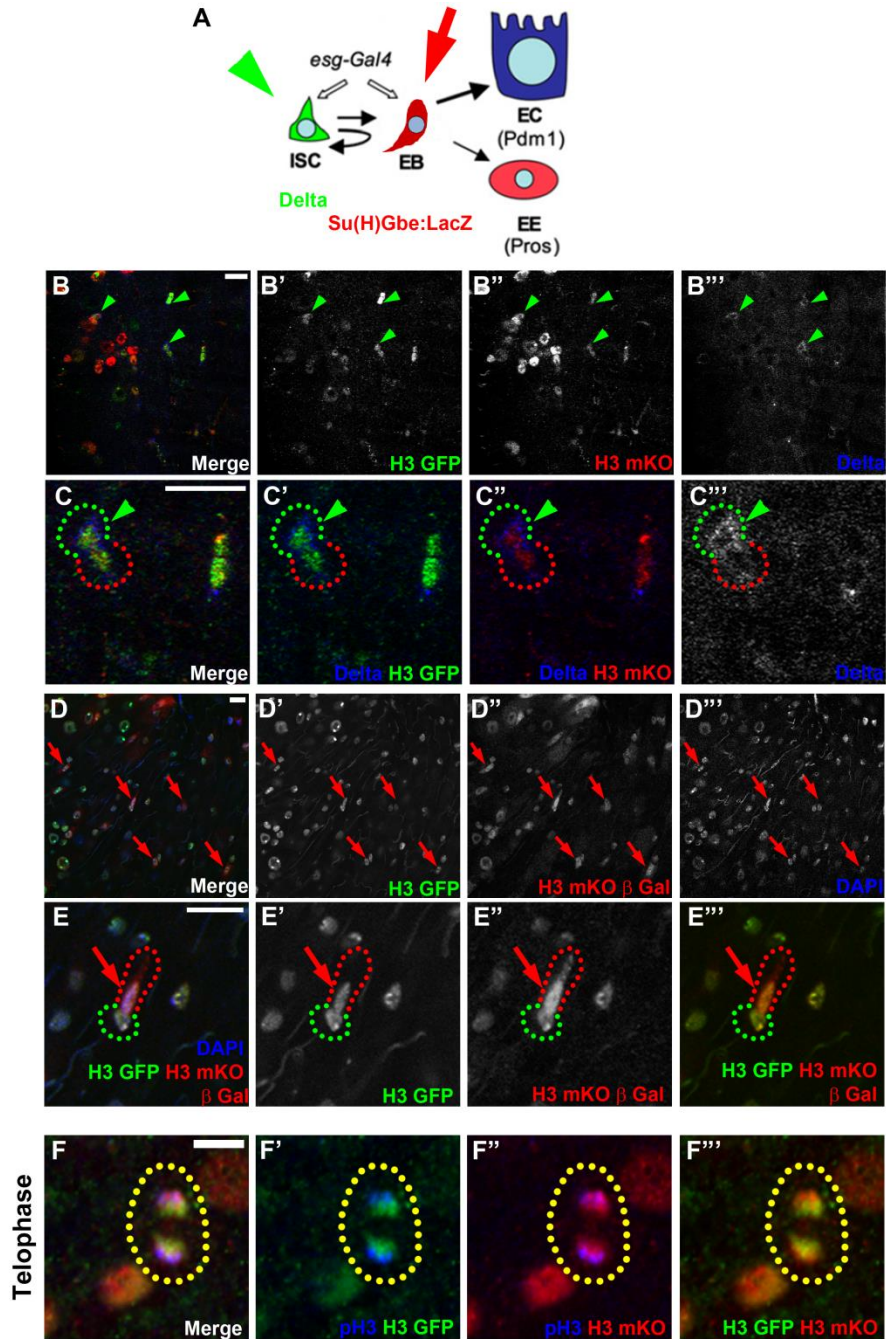 A
esg-Gal4
ISC
EB
EC
(Pdm1)
Delta
Su(H)Gbe:LacZ
EE
(Pros)
B
Merge
B'
H3 GFP
B''
H3 mKO
B'''
Delta
C
Merge
C'
Delta H3 GFP
C''
Delta H3 mKO
C'''
Delta
D
Merge
D'
H3 GFP
D''
H3 mKO β Gal
D'''
DAPI
E
DAPI
H3 GFP H3 mKO
β Gal
E'
H3 GFP
E''
H3 mKO β Gal
E'''
H3 GFP H3 mKO
β Gal
Telophase
F
Merge
F'
pH3 H3 GFP
F''
pH3 H3 mKO
F'''
H3 GFP H3 mKO